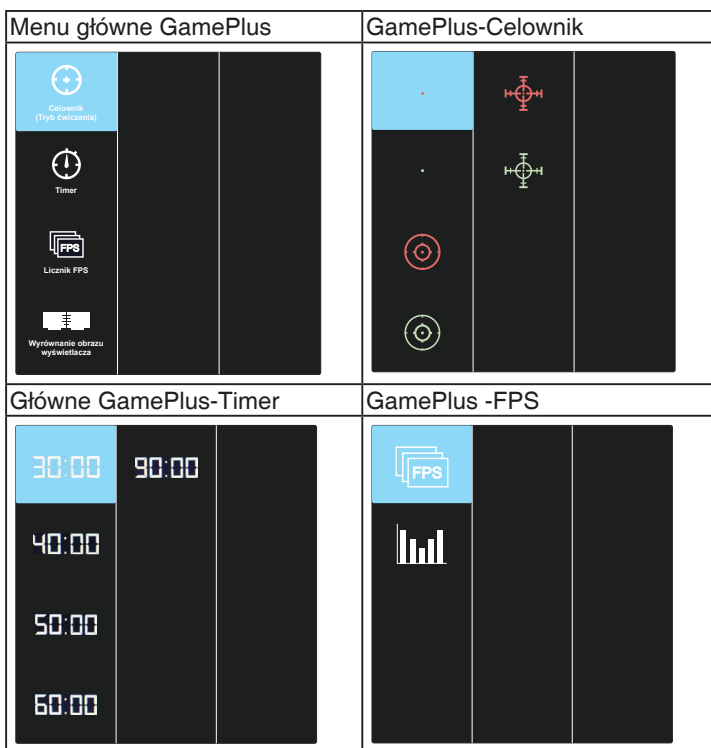 Menu główne GamePlus
GamePlus-Celownik
Celownik
(Tryb ćwiczenia)
Timer
FPS
Licznik FPS
Wyrównanie obrazu
wyświetlacza
Główne GamePlus-Timer
GamePlus -FPS
30:00
90:00
40:00
50:00
60:00
FPS